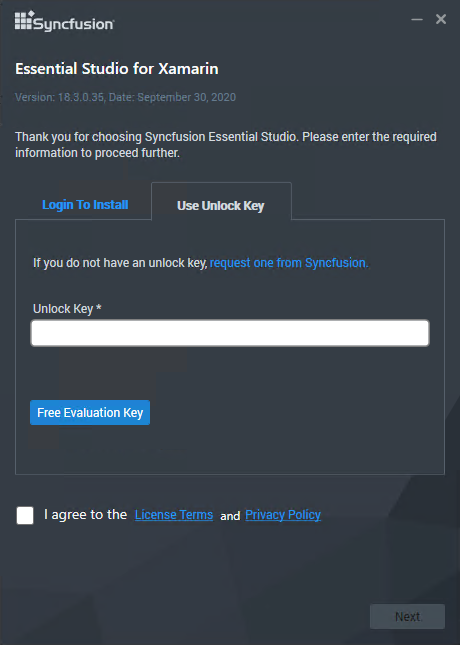 Syncfusion
Essential Studio for Xamarin
Version: 18.3.0.35, Date: September 30, 2020
Thank you for choosing Syncfusion Essential Studio. Please enter the required
information to proceed further.
Login To Install
Use Unlock Key
If you do not have an unlock key, request one from Syncfusion.
Unlock Key *
Free Evaluation Key
I agree to the License Terms and Privacy Policy
Next